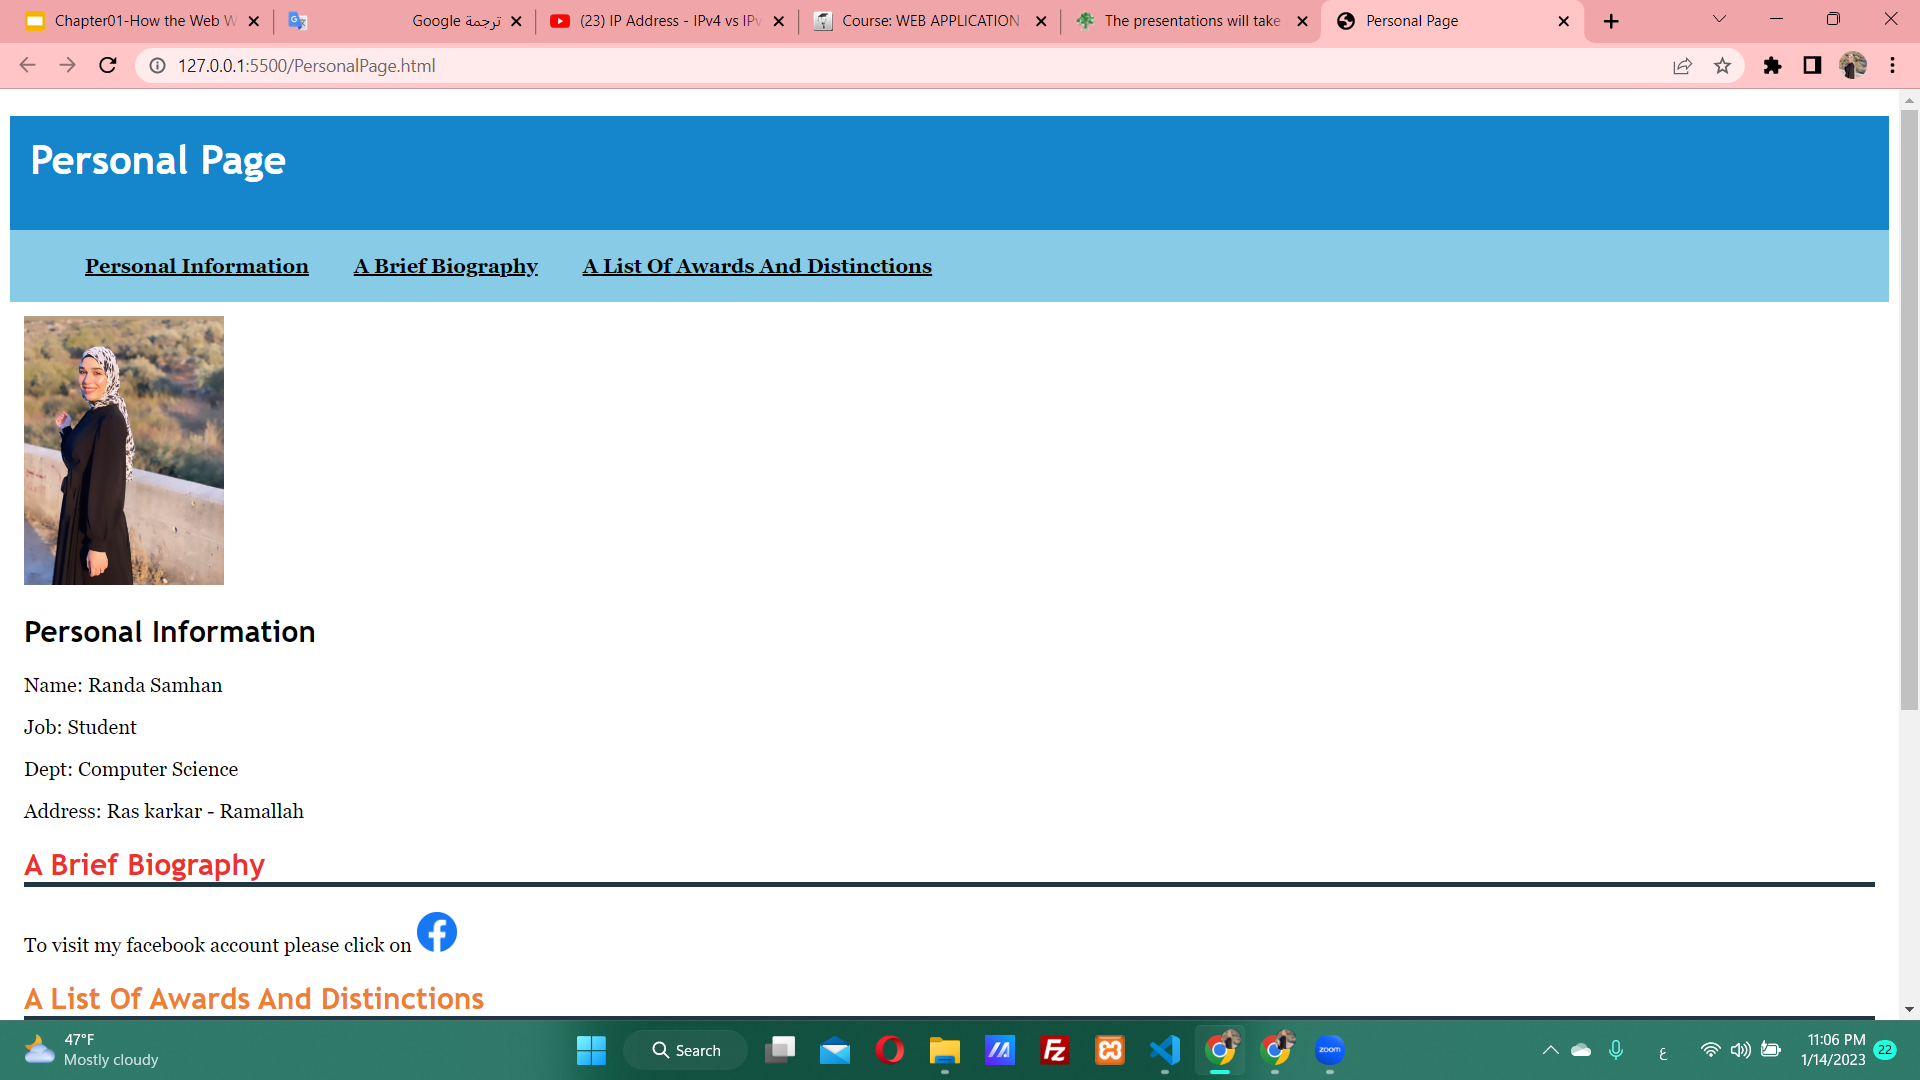 Chapter01-How the Web W
ترجمة Google
(23) IP Address - IPv4 vs IPv
Course: WEB APPLICATION
The presentations will take
Personal Page
127.0.0.1:5500/PersonalPage.html
Personal Page
Personal Information A Brief Biography A List Of Awards And Distinctions
Personal Information
Name: Randa Samhan
Job: Student
Dept: Computer Science
Address: Ras karkar - Ramallah
A Brief Biography
To visit my facebook account please click on
A List Of Awards And Distinctions
47°F
Mostly cloudy
Search
Fz
zoom
ع
11:06 PM
1/14/2023
22